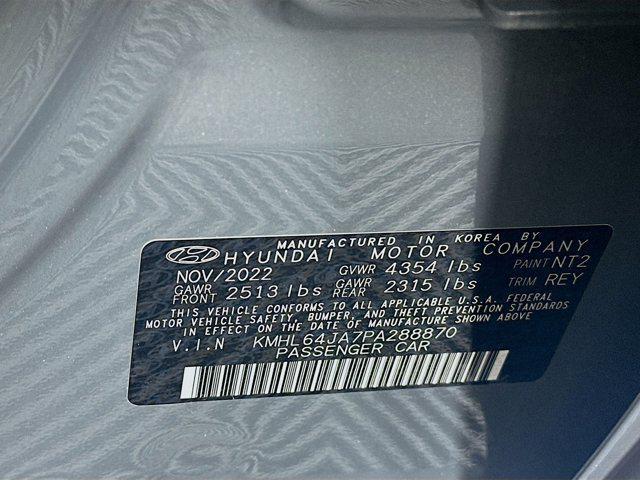 MANUFACTURED IN KOREA BY
HYUNDAI MOTOR COMPANY
NOV/2022 GVWR 4354 lbs PAINT NT2
GAWR FRONT 2513 lbs GAWR REAR 2315 lbs TRIM REY
THIS VEHICLE CONFORMS TO ALL APPLICABLE U.S.A. FEDERAL
MOTOR VEHICLE SAFETY, BUMPER, AND THEFT PREVENTION STANDARDS
IN EFFECT ON THE DATE OF MANUFACTURE SHOWN ABOVE
V.I.N KMHL64JA7PA288870
PASSENGER CAR